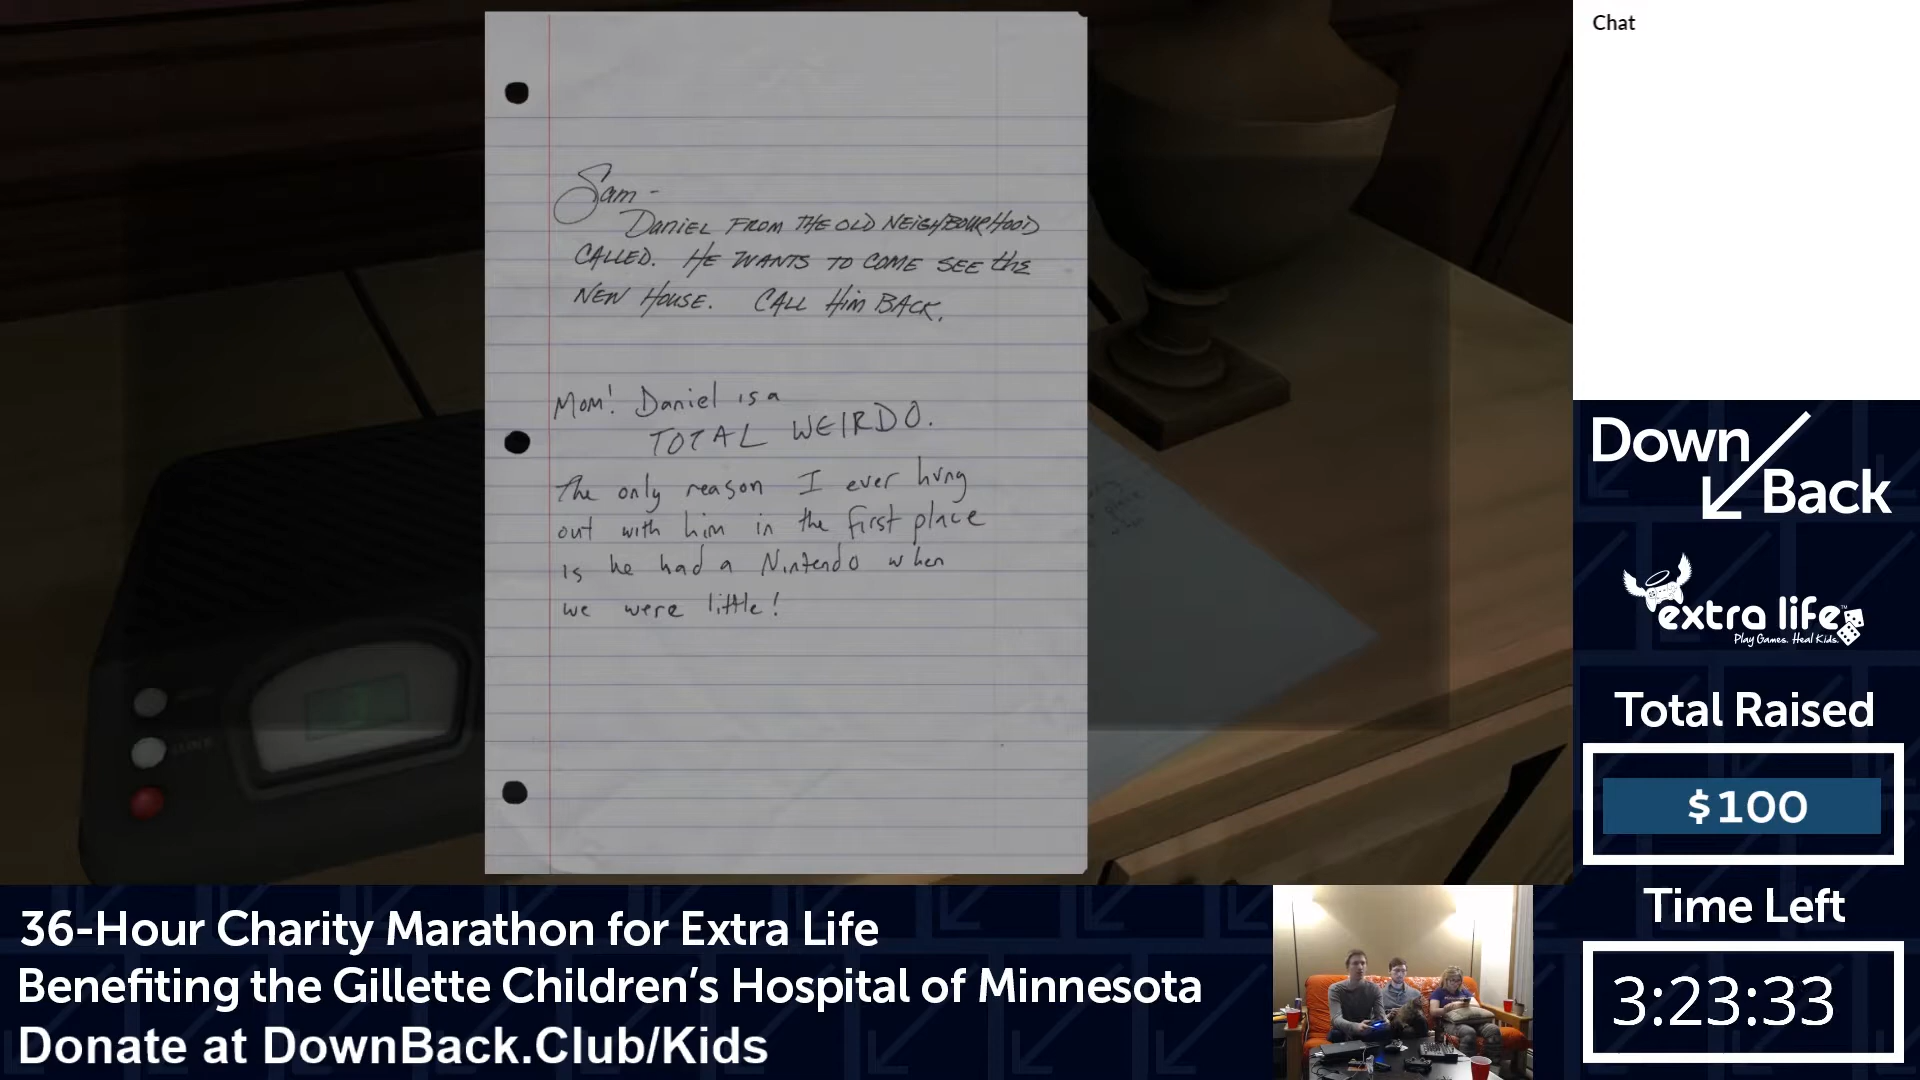 Chat
Sam -
Daniel FROM THE OLD NEIGHBOURHOOD
CALLED. HE WANTS TO COME SEE the
NEW HOUSE. CALL HIM BACK.
Mom! Daniel is a
TOTAL WEIRDO.
The only reason I ever hung
out with him in the first place
is he had a Nintendo when
we were little!
Down
Back
extra life
Play Games. Heal Kids.
Total Raised
$100
Time Left
3:23:33
36-Hour Charity Marathon for Extra Life
Benefiting the Gillette Children's Hospital of Minnesota
Donate at DownBack.Club/Kids